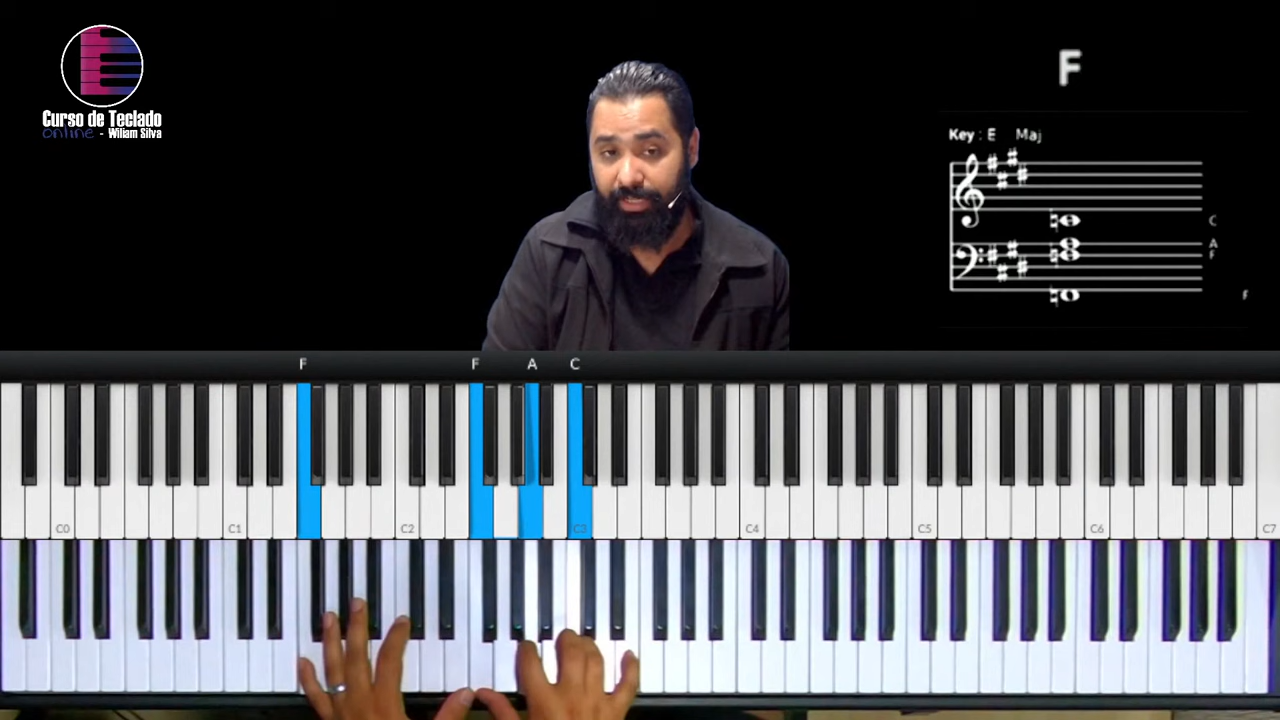 Curso de Teclado
online - Wiliam Silva
F
Key : E Maj
C
A
F
F
F F A C
C0 C1 C2 C3 C4 C5 C6 C7